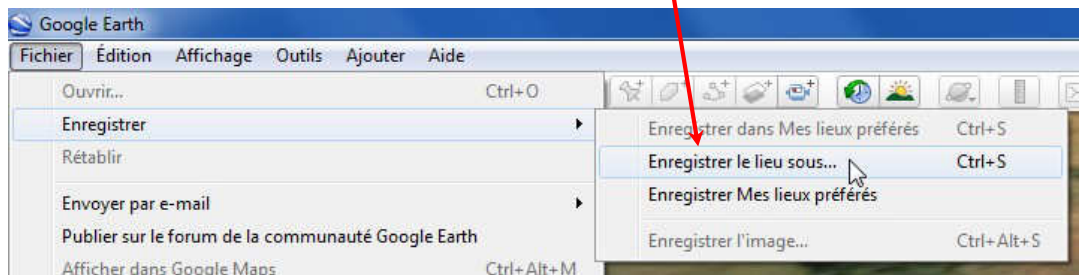 Google Earth
Fichier Édition Affichage Outils Ajouter Aide
Ouvrir... Ctrl+O
Enregistrer
Rétablir
Envoyer par e-mail
Publier sur le forum de la communauté Google Earth
Afficher dans Google Maps Ctrl+Alt+M
Enregistrer dans Mes lieux préférés Ctrl+S
Enregistrer le lieu sous... Ctrl+S
Enregistrer Mes lieux préférés
Enregistrer l'image... Ctrl+Alt+S